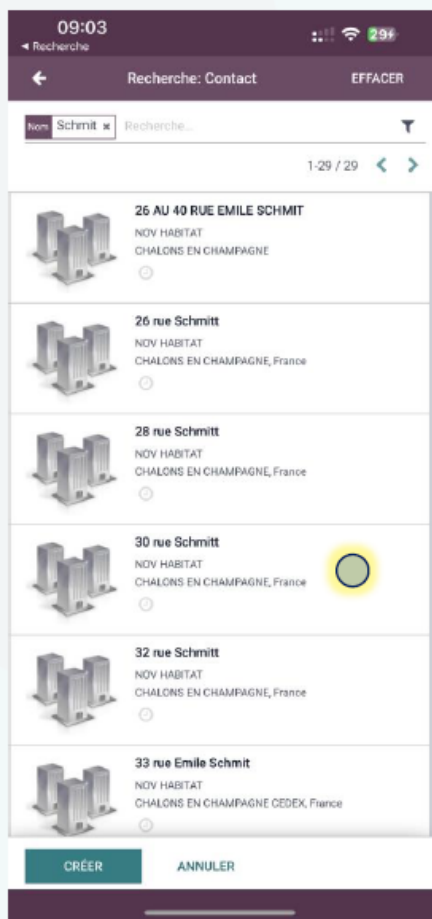 09:03
29
◂ Recherche
Recherche: Contact
EFFACER
Nom Schmit × Recherche...
1-29 / 29
26 AU 40 RUE EMILE SCHMIT
NOV HABITAT
CHALONS EN CHAMPAGNE
26 rue Schmitt
NOV HABITAT
CHALONS EN CHAMPAGNE, France
28 rue Schmitt
NOV HABITAT
CHALONS EN CHAMPAGNE, France
30 rue Schmitt
NOV HABITAT
CHALONS EN CHAMPAGNE, France
32 rue Schmitt
NOV HABITAT
CHALONS EN CHAMPAGNE, France
33 rue Emile Schmit
NOV HABITAT
CHALONS EN CHAMPAGNE CEDEX, France
CRÉER
ANNULER